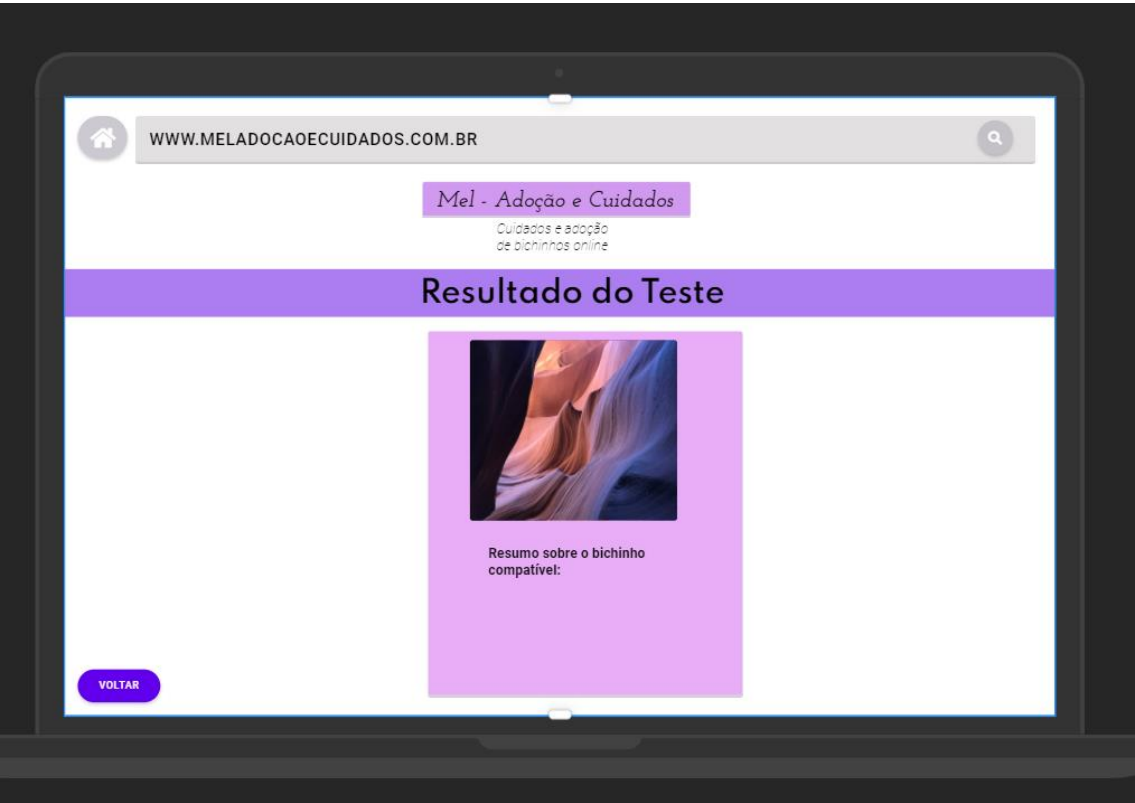 WWW.MELADOCAOECUIDADOS.COM.BR
Mel - Adoção e Cuidados
Cuidados e adoção
de bichinhos online
Resultado do Teste
Resumo sobre o bichinho
compatível:
VOLTAR